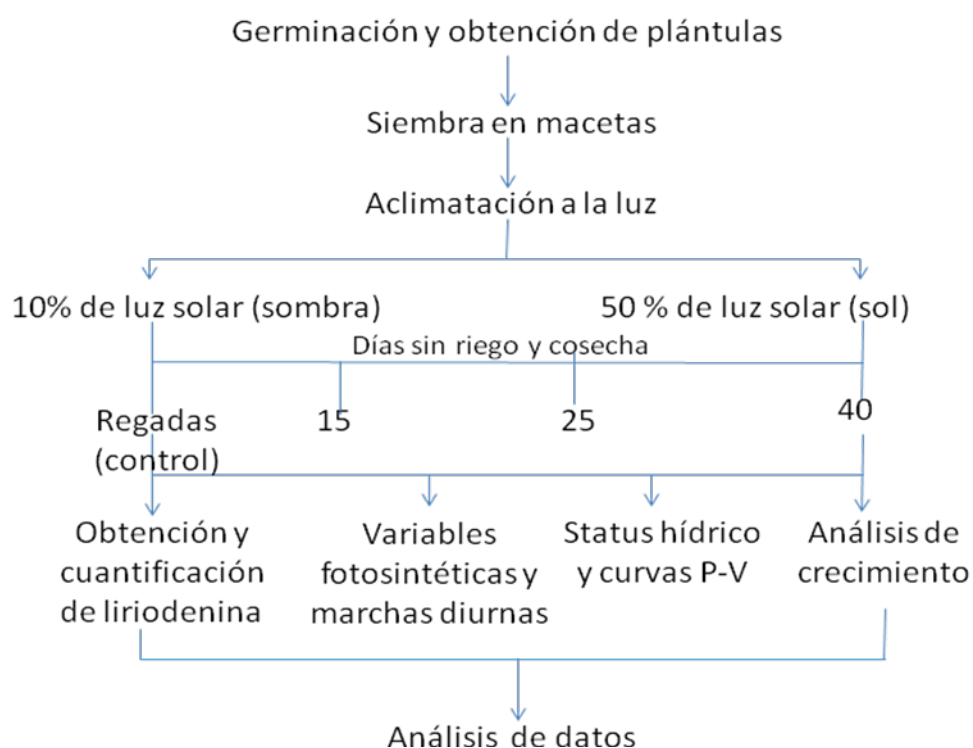 Germinación y obtención de plántulas
Siembra en macetas
Aclimatación a la luz
10% de luz solar (sombra)
50 % de luz solar (sol)
Días sin riego y cosecha
Regadas
(control)
15
25
40
Obtención y
cuantificación
de liriodenina
Variables
fotosintéticas y
marchas diurnas
Status hídrico
y curvas P-V
Análisis de
crecimiento
Análisis de datos